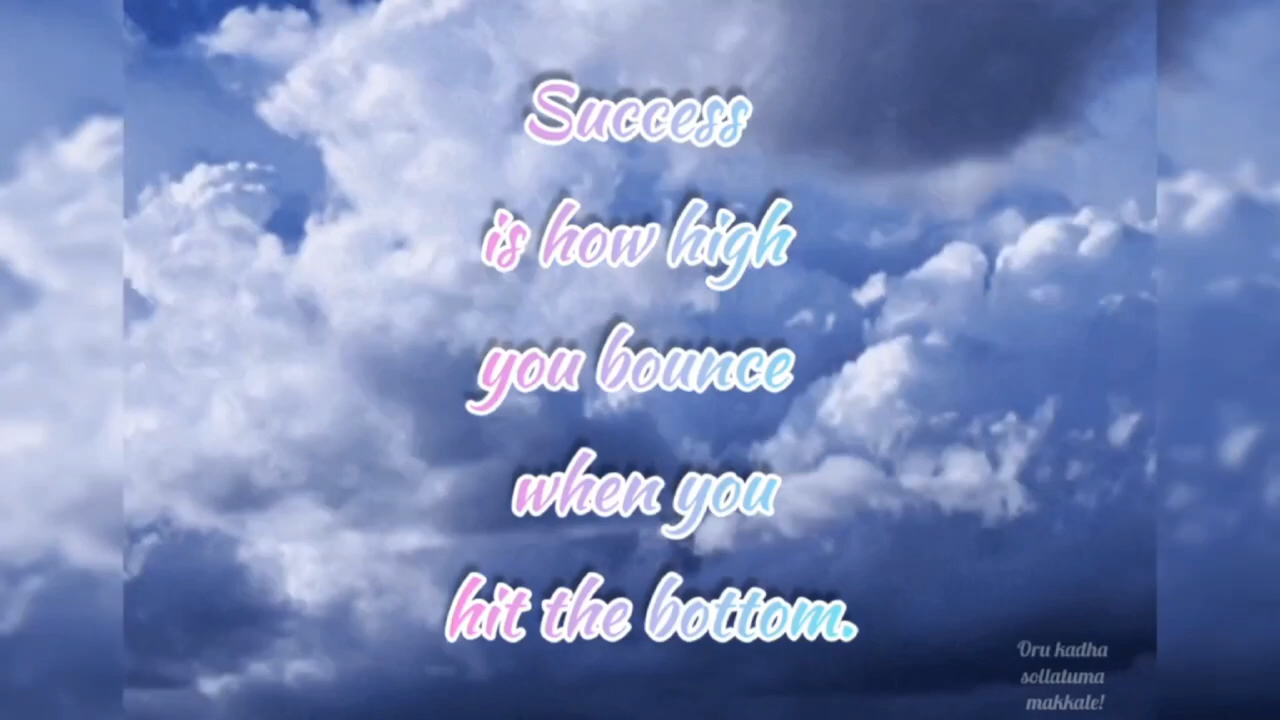 Success
is how high
you bounce
when you
hit the bottom.
Oru kadha
sollatuma
makkale!